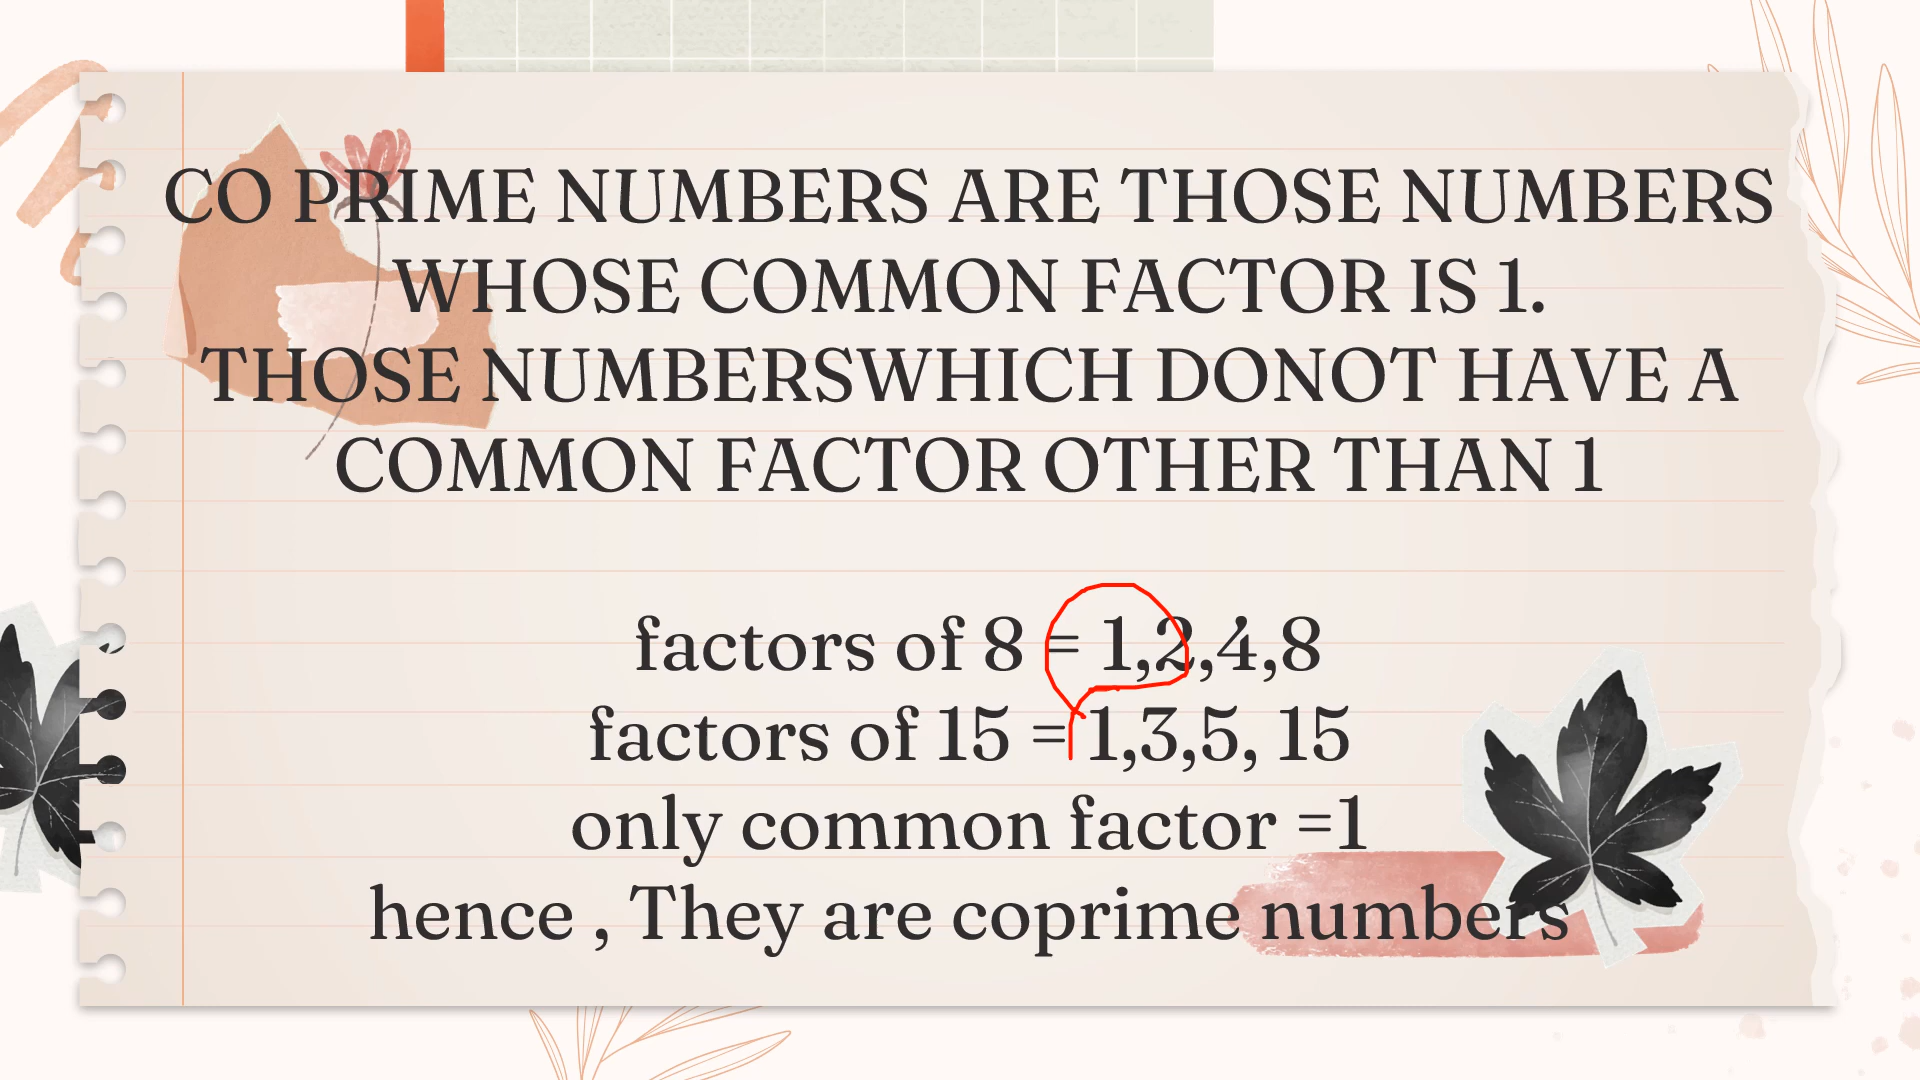 CO PRIME NUMBERS ARE THOSE NUMBERS
WHOSE COMMON FACTOR IS 1.
THOSE NUMBERSWHICH DONOT HAVE A
COMMON FACTOR OTHER THAN 1
factors of 8 = 1,2,4,8
factors of 15 = 1,3,5, 15
only common factor =1
hence , They are coprime numbers